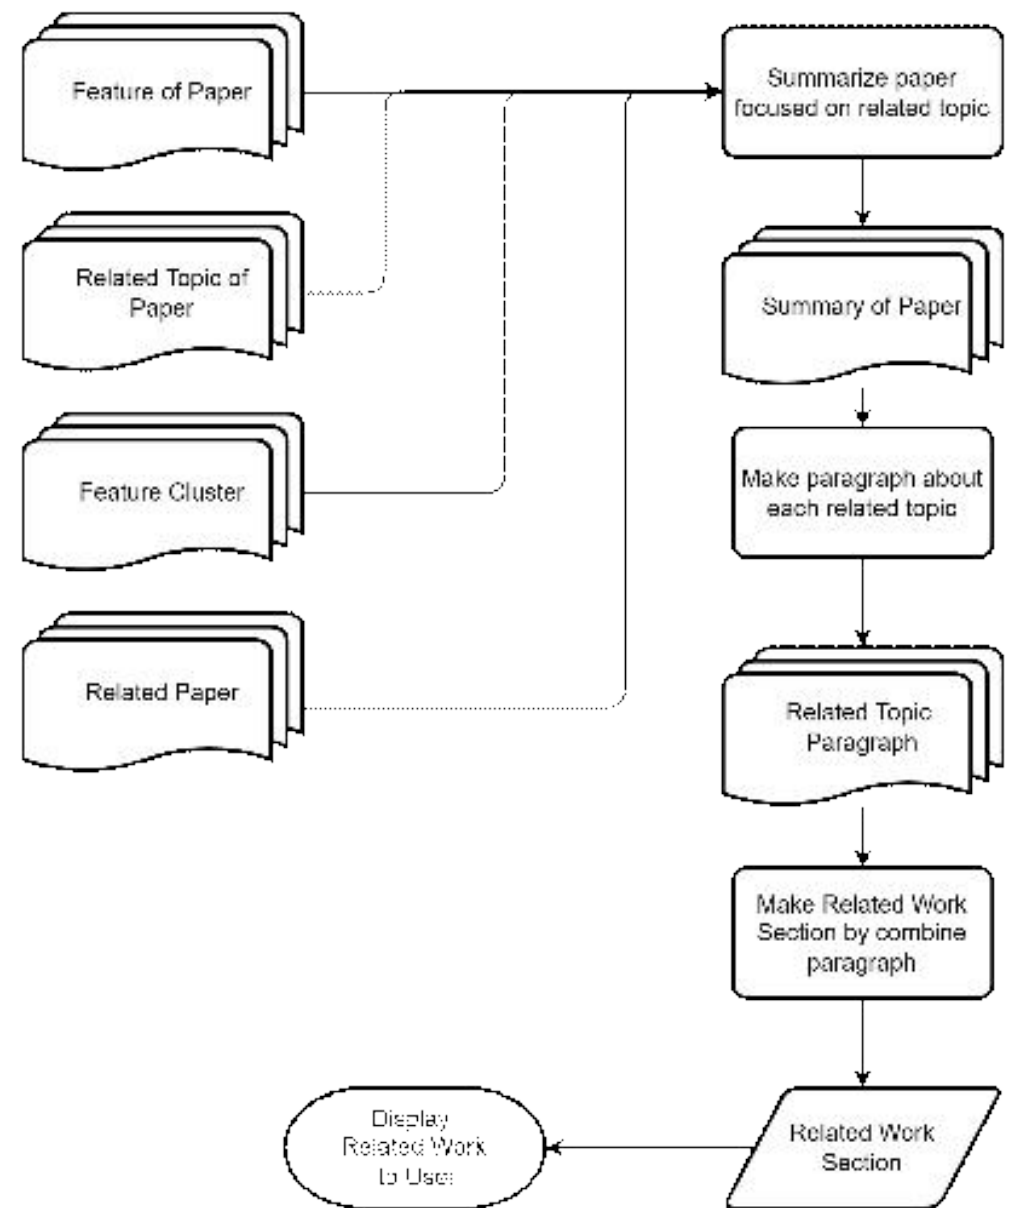 Feature of Paper
Summarize paper
focused on related topic
Related Topic of
Paper
Summary of Paper
Feature Cluster
Make paragraph about
each related topic
Related Paper
Related Topic
Paragraph
Make Related Work
Section by combine
paragraph
Related Work
Section
Display
Related Work
to User